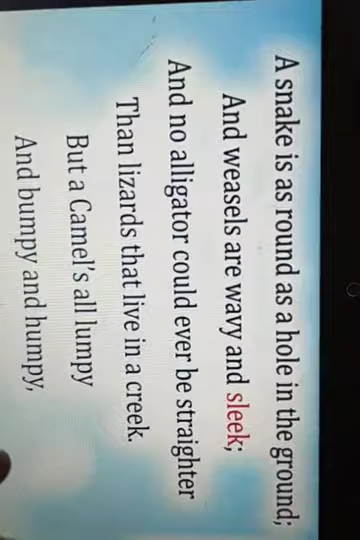 A snake is as round as a hole in the ground;
And weasels are wavy and sleek;
And no alligator could ever be straighter
Than lizards that live in a creek.
But a Camel's all lumpy
And bumpy and humpy,